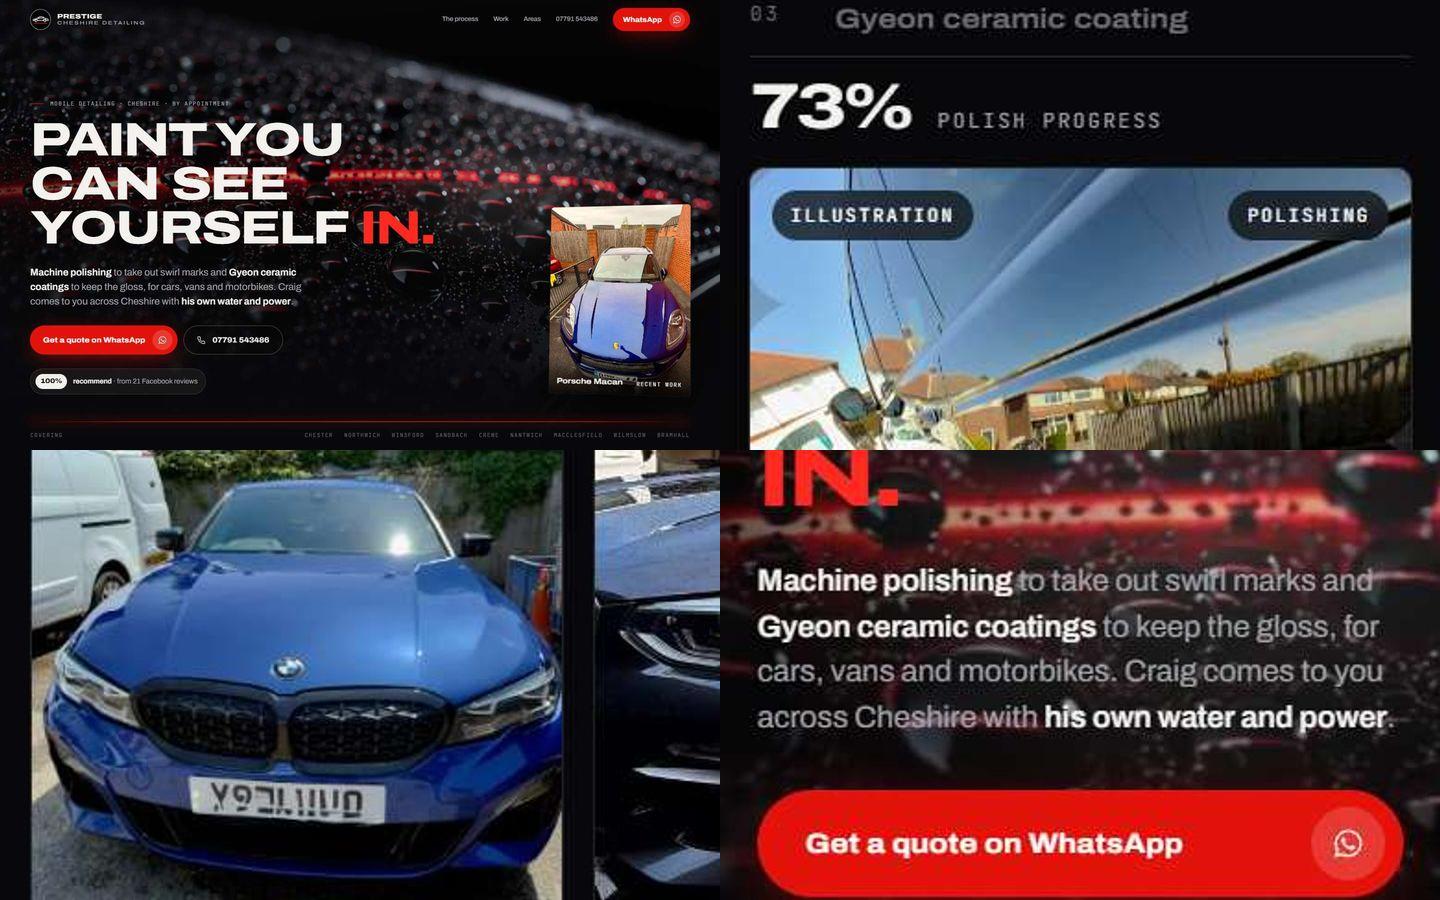 PRESTIGE
CHESHIRE DETAILING
The process
Work
Areas
07791 543486
WhatsApp
MOBILE DETAILING · CHESHIRE · BY APPOINTMENT
PAINT YOU
CAN SEE
YOURSELF IN.
Machine polishing to take out swirl marks and Gyeon ceramic
coatings to keep the gloss, for cars, vans and motorbikes. Craig
comes to you across Cheshire with his own water and power.
Get a quote on WhatsApp
07791 543486
100%
recommend · from 21 Facebook reviews
Porsche Macan
RECENT WORK
COVERING
CHESTER NORTHWICH WINSFORD SANDBACH CREWE NANTWICH MACCLESFIELD WILMSLOW BRAMHALL
03
Gyeon ceramic coating
73%
POLISH PROGRESS
ILLUSTRATION
POLISHING
IN.
Machine polishing to take out swirl marks and
Gyeon ceramic coatings to keep the gloss, for
cars, vans and motorbikes. Craig comes to you
across Cheshire with his own water and power.
Get a quote on WhatsApp